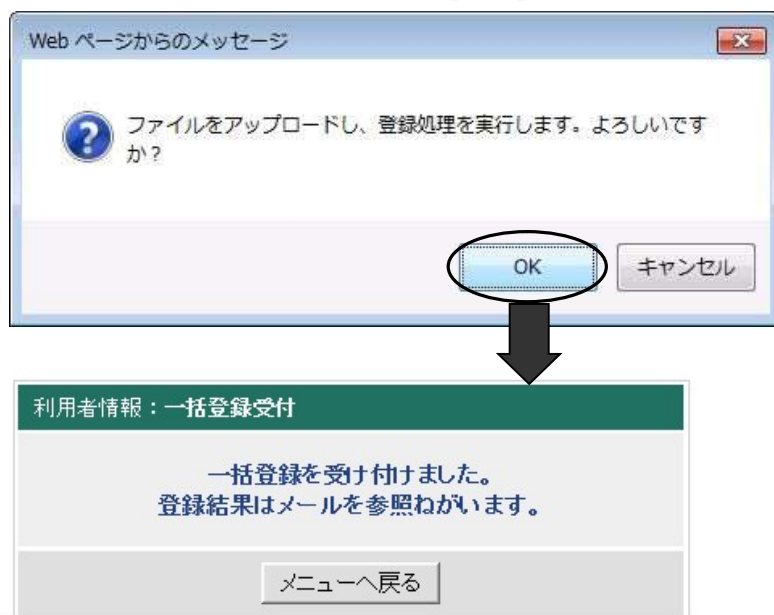 Web ページからのメッセージ
ファイルをアップロードし、登録処理を実行します。よろしいです
か?
OK
キャンセル
利用者情報:一括登録受付
一括登録を受け付けました。
登録結果はメールを参照ねがいます。
メニューへ戻る